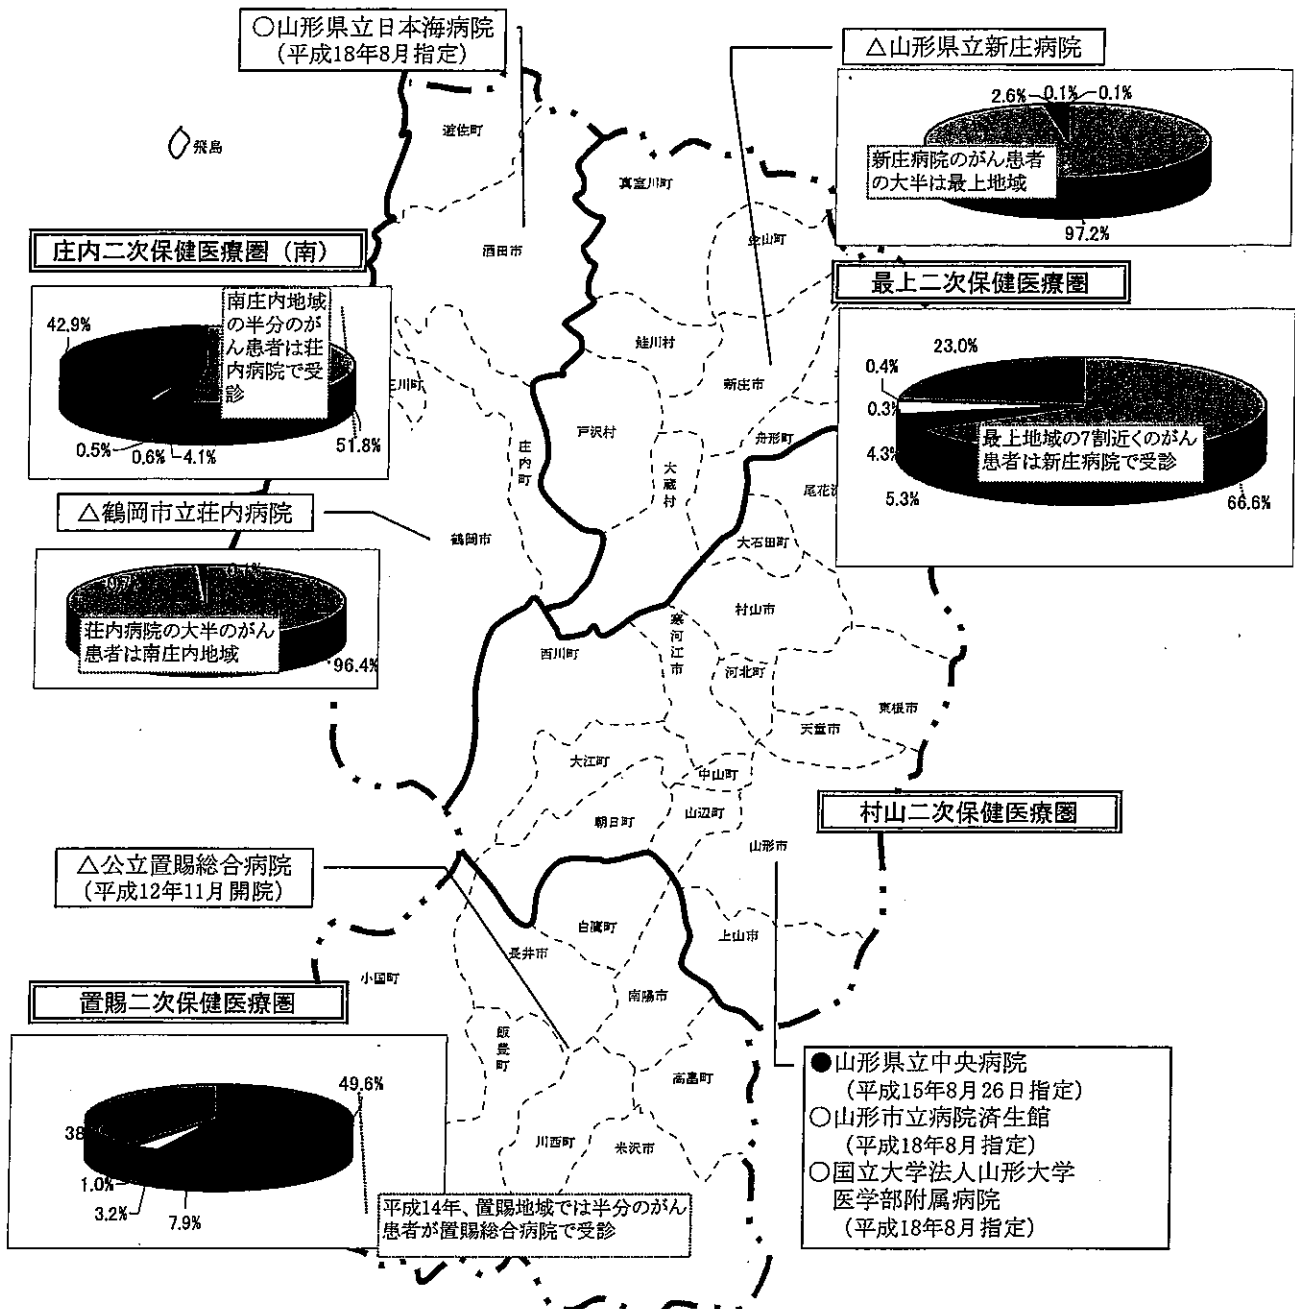 ○山形県立日本海病院
(平成18年8月指定)
△山形県立新庄病院
2.6%
0.1%
0.1%
新庄病院のがん患者
の大半は最上地域
97.2%
飛島
遊佐町
真室川町
酒田市
金山町
庄内二次保健医療圏（南）
42.9%
南庄内地域
の半分のが
ん患者は荘
内病院で受
診
0.5%
0.6%
4.1%
51.8%
最上二次保健医療圏
23.0%
0.4%
0.3%
4.3%
5.3%
最上地域の7割近くのがん
患者は新庄病院で受診
66.6%
鮭川村
新庄市
戸沢村
舟形町
大蔵村
庄内町
△鶴岡市立荘内病院
鶴岡市
荘内病院の大半のがん
患者は南庄内地域
96.4%
大石田町
村山市
寒河江市
西川町
河北町
東根市
天童市
大江町
中山町
朝日町
山辺町
山形市
村山二次保健医療圏
△公立置賜総合病院
(平成12年11月開院)
白鷹町
上山市
長井市
小国町
南陽市
置賜二次保健医療圏
飯豊町
高畠町
川西町
米沢市
49.6%
1.0%
3.2%
7.9%
平成14年、置賜地域では半分のがん
患者が置賜総合病院で受診
●山形県立中央病院
(平成15年8月26日指定)
○山形市立病院済生館
(平成18年8月指定)
○国立大学法人山形大学
医学部附属病院
(平成18年8月指定)